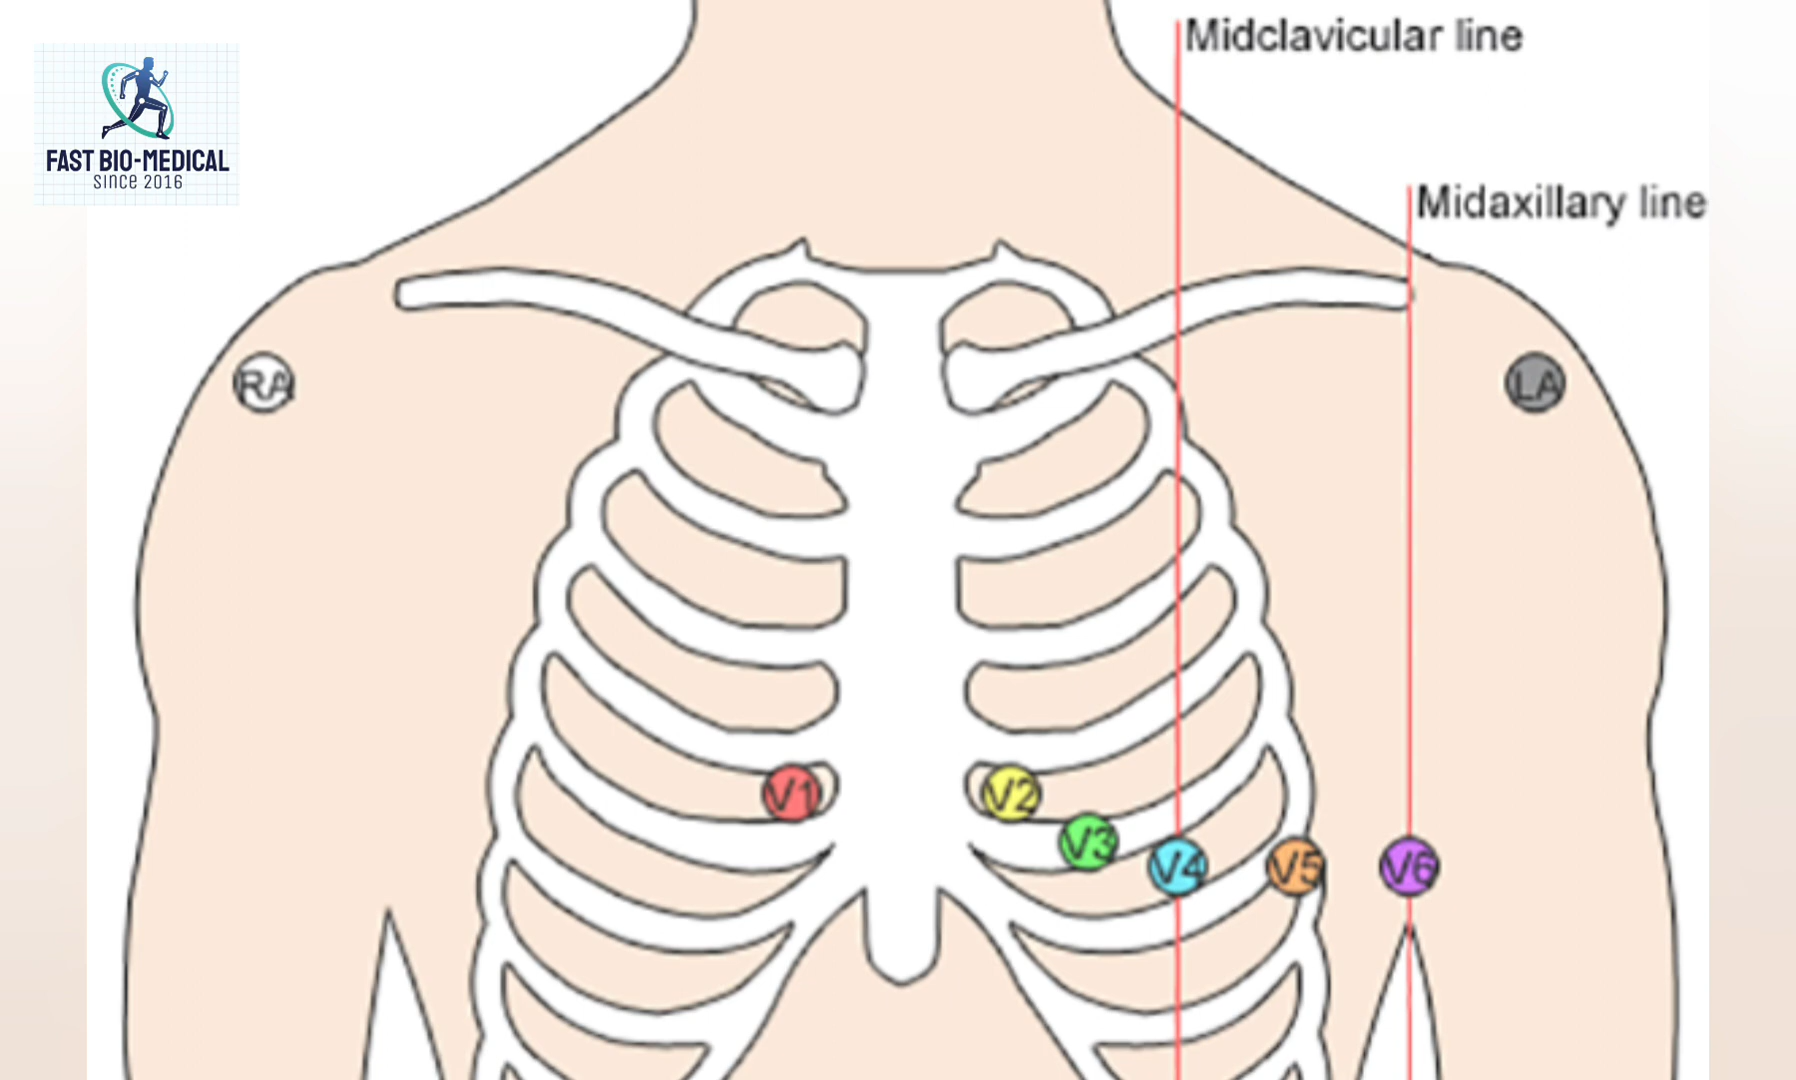 Midclavicular line
FAST BIO-MEDICAL
Since 2016
Midaxillary line
RA
LA
V1
V2
V3
V4
V5
V6